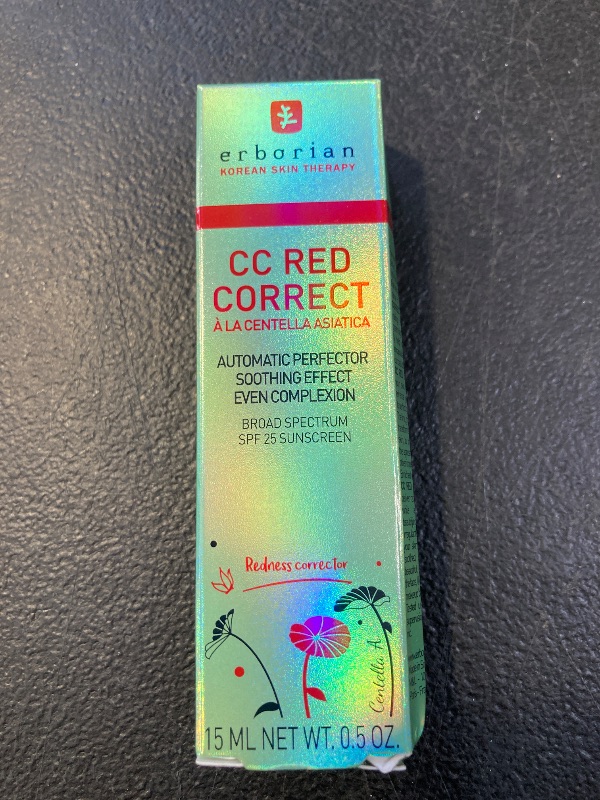 erborian
KOREAN SKIN THERAPY
CC RED
CORRECT
À LA CENTELLA ASIATICA
AUTOMATIC PERFECTOR
SOOTHING EFFECT
EVEN COMPLEXION
BROAD SPECTRUM
SPF 25 SUNSCREEN
Redness corrector
Centella A.
15 ML NET WT. 0.5 OZ.